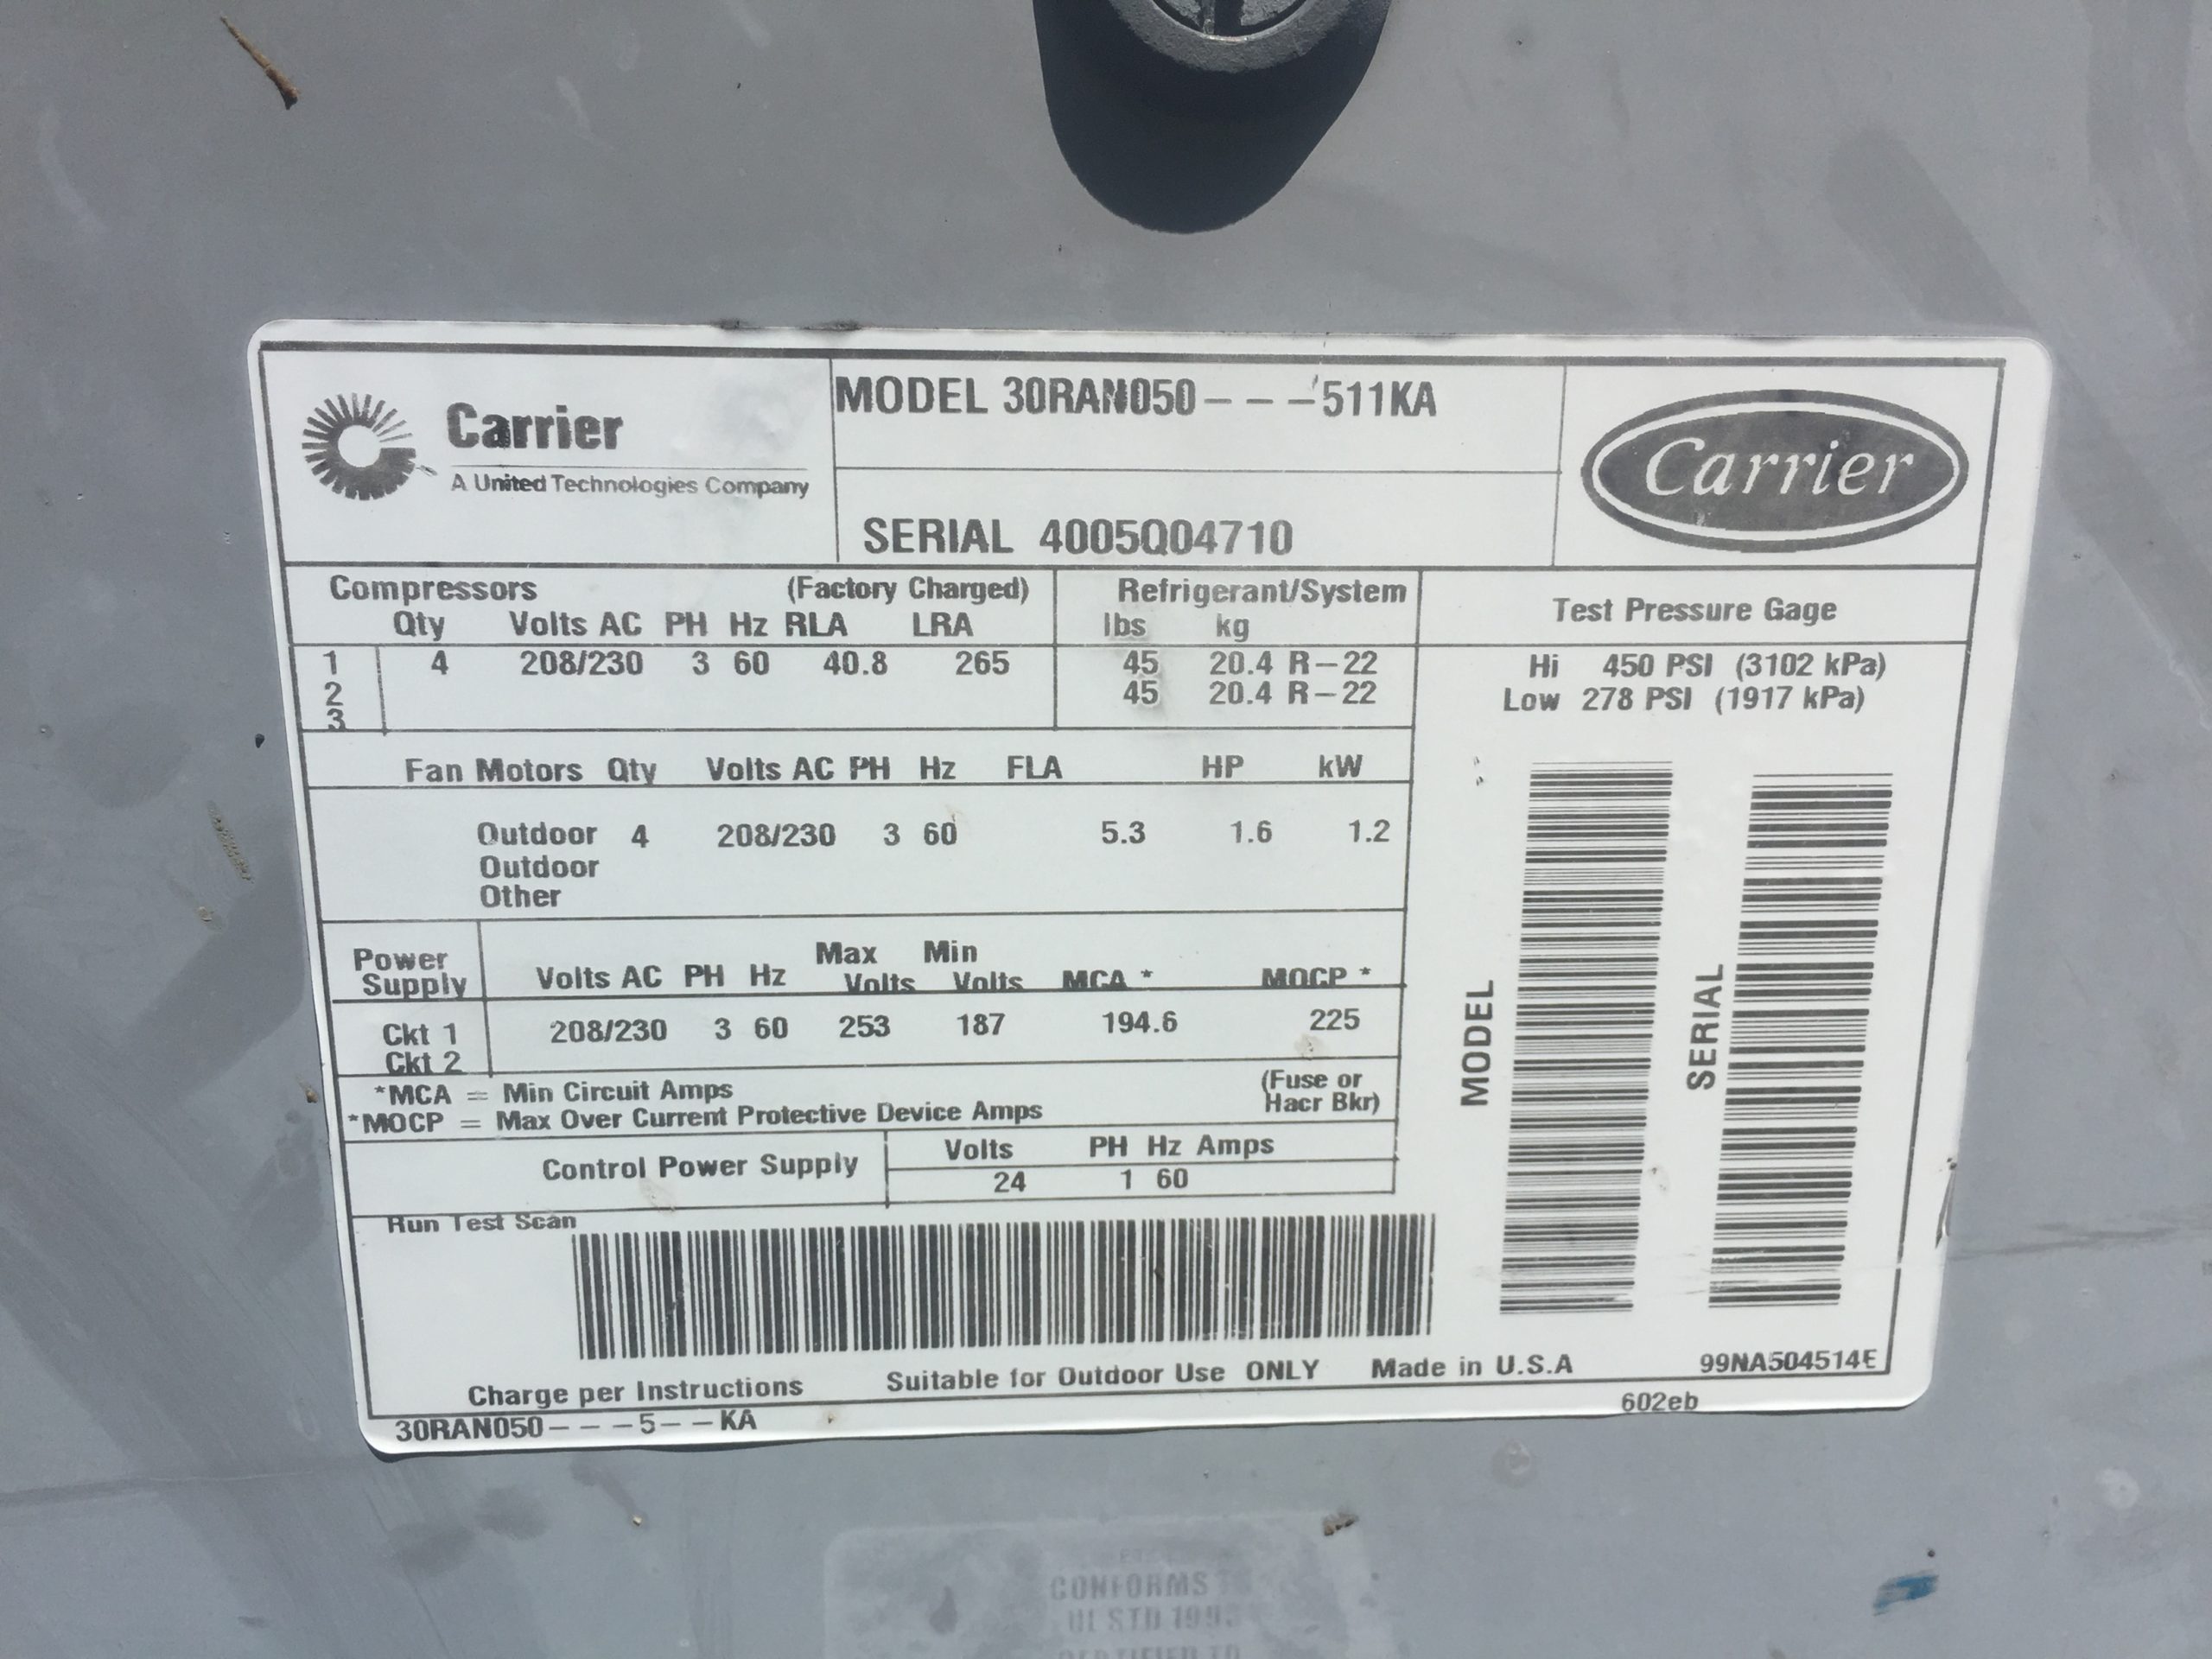 Carrier
A United Technologies Company
MODEL 30RAN050- - -511KA
SERIAL 4005Q04710
Carrier
Compressors (Factory Charged)
Qty Volts AC PH Hz RLA LRA
1 4 208/230 3 60 40.8 265
2
3
Refrigerant/System
lbs kg
45 20.4 R-22
45 20.4 R-22
Test Pressure Gage
Hi 450 PSI (3102 kPa)
Low 278 PSI (1917 kPa)
Fan Motors Qty Volts AC PH Hz FLA HP kW
Outdoor 4 208/230 3 60 5.3 1.6 1.2
Outdoor
Other
Power Supply Volts AC PH Hz Max Volts Min Volts MCA * MOCP *
Ckt 1 208/230 3 60 253 187 194.6 225
Ckt 2
*MCA = Min Circuit Amps
*MOCP = Max Over Current Protective Device Amps
(Fuse or
Hacr Bkr)
Control Power Supply
Volts PH Hz Amps
24 1 60
MODEL
SERIAL
Run Test Scan
Charge per Instructions Suitable for Outdoor Use ONLY Made in U.S.A 99NA504514E
30RAN050- - -5- -KA 602eb
CONFORMS
UL STD 1995